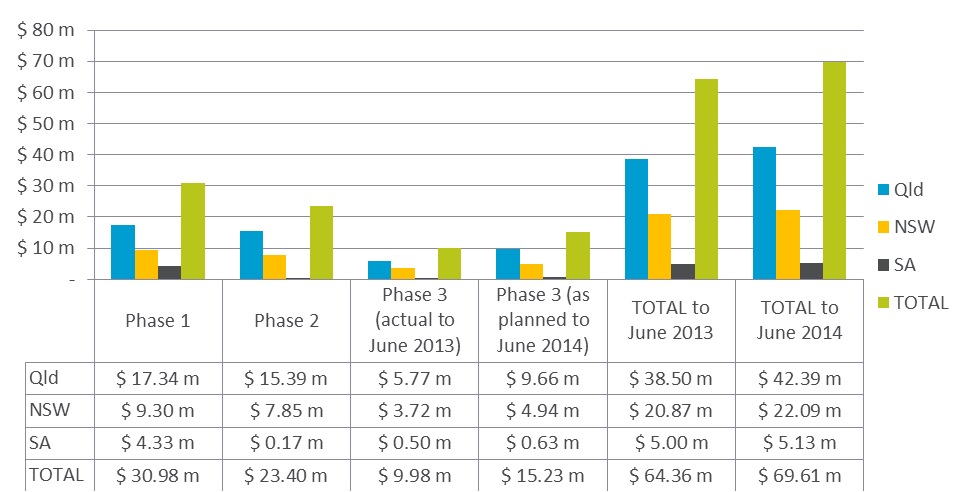 $ 80 m
$ 70 m
$ 60 m
$ 50 m
$ 40 m
$ 30 m
$ 20 m
$ 10 m
-
Qld
NSW
SA
TOTAL
Phase 1
Phase 2
Phase 3
(actual to
June 2013)
Phase 3 (as
planned to
June 2014)
TOTAL to
June 2013
TOTAL to
June 2014
Qld $ 17.34 m $ 15.39 m $ 5.77 m $ 9.66 m $ 38.50 m $ 42.39 m
NSW $ 9.30 m $ 7.85 m $ 3.72 m $ 4.94 m $ 20.87 m $ 22.09 m
SA $ 4.33 m $ 0.17 m $ 0.50 m $ 0.63 m $ 5.00 m $ 5.13 m
TOTAL $ 30.98 m $ 23.40 m $ 9.98 m $ 15.23 m $ 64.36 m $ 69.61 m